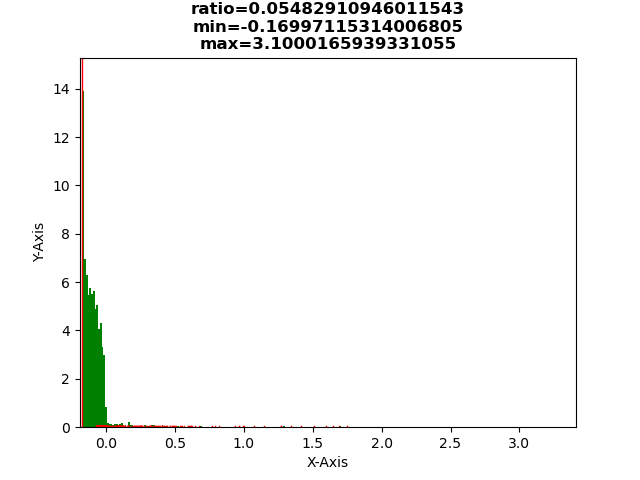 ratio=0.05482910946011543
min=-0.16997115314006805
max=3.1000165939331055
14
12
10
8
6
4
2
0
Y-Axis
0.0 0.5 1.0 1.5 2.0 2.5 3.0
X-Axis